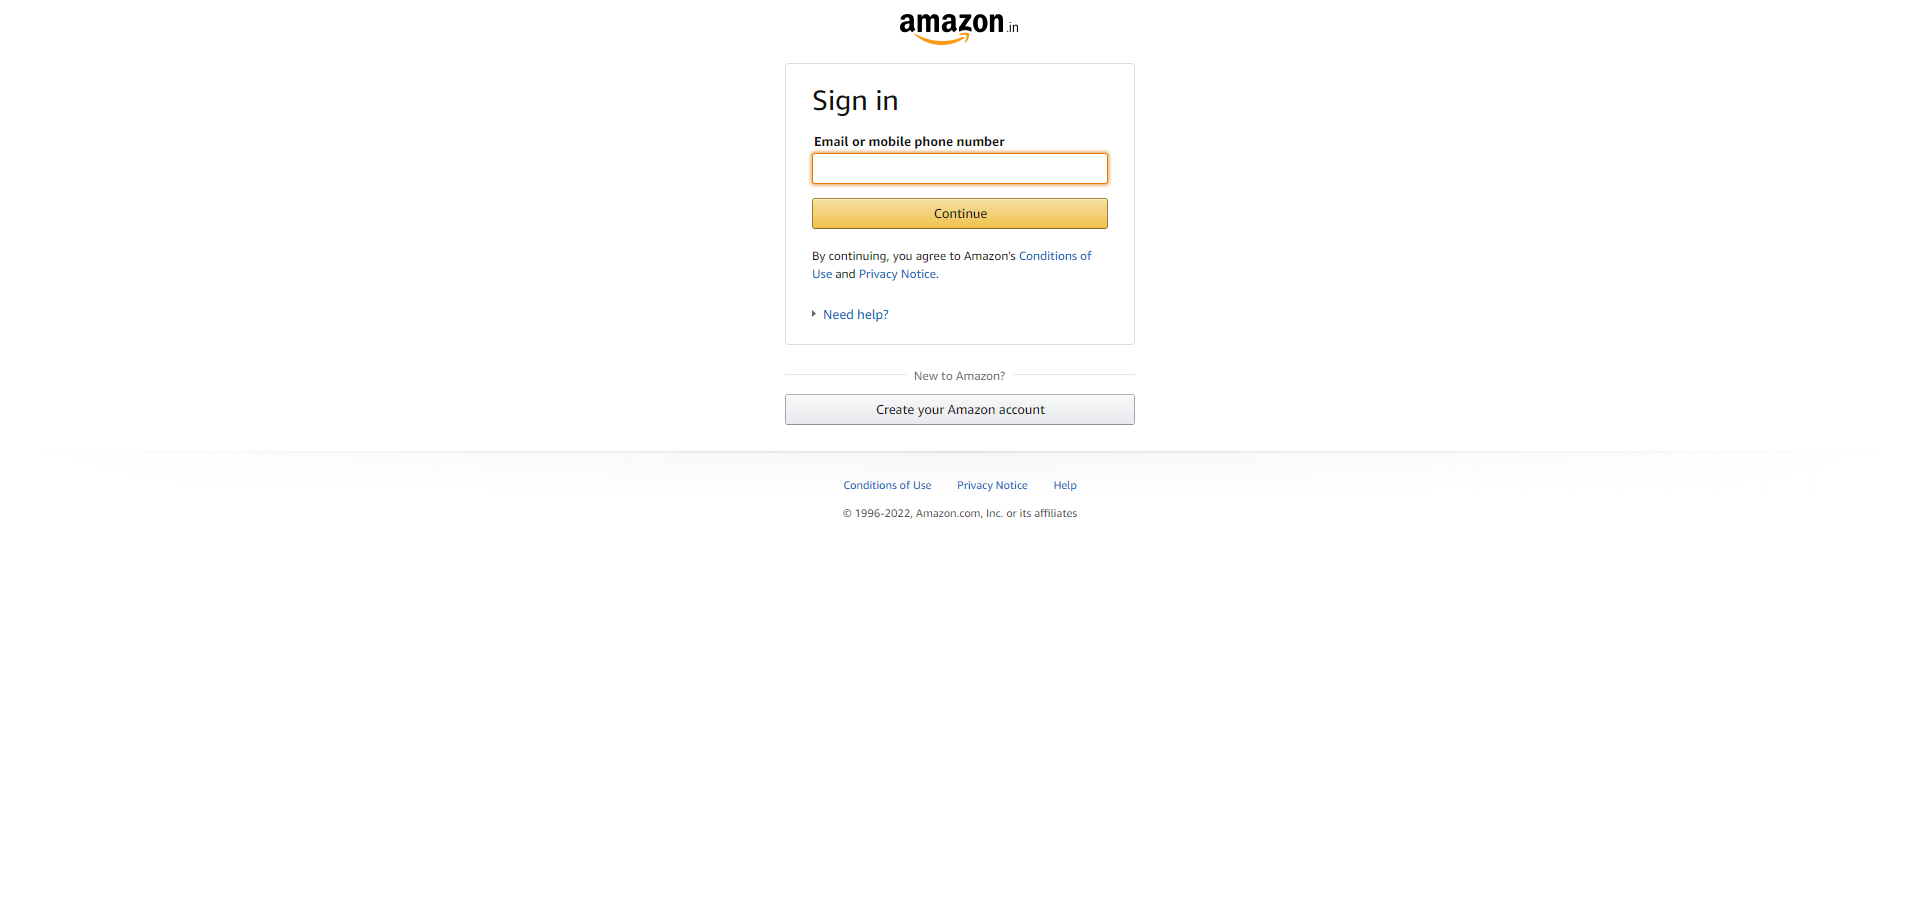 amazon.in
Sign in
Email or mobile phone number
Continue
By continuing, you agree to Amazon's Conditions of
Use and Privacy Notice.
Need help?
New to Amazon?
Create your Amazon account
Conditions of Use Privacy Notice Help
© 1996-2022, Amazon.com, Inc. or its affiliates